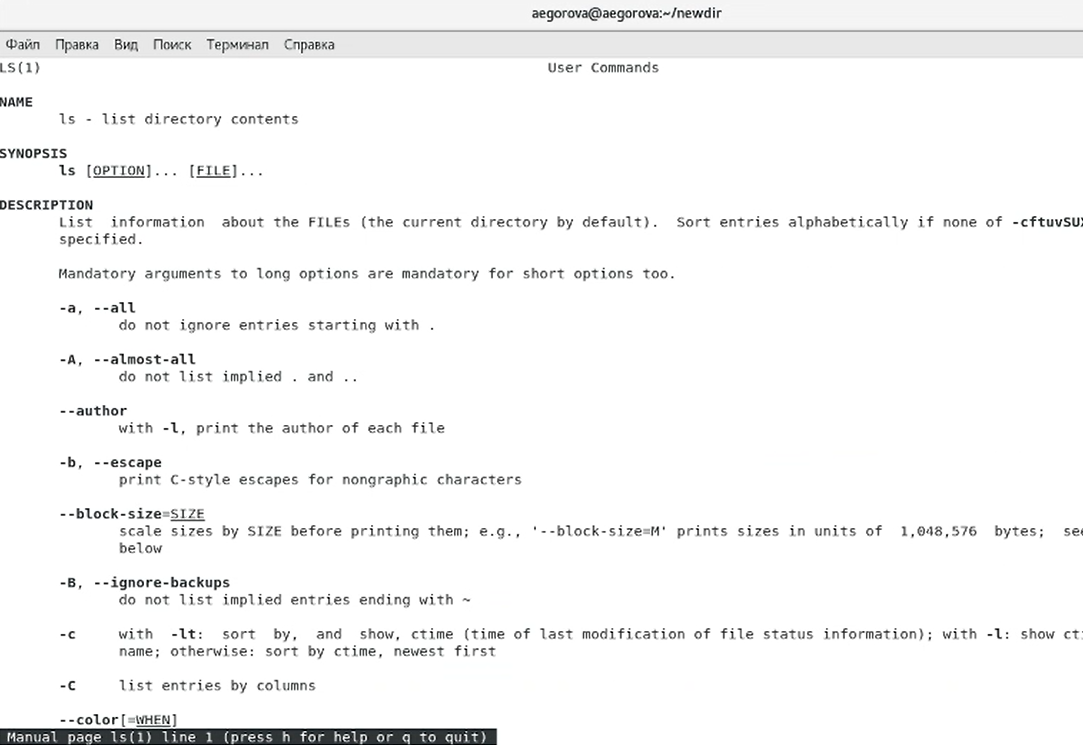 aegorova@aegorova:~/newdir
Файл Правка Вид Поиск Терминал Справка
LS(1) User Commands
NAME
ls - list directory contents
SYNOPSIS
ls [OPTION]... [FILE]...
DESCRIPTION
List information about the FILEs (the current directory by default). Sort entries alphabetically if none of -cftuvSUX
specified.
Mandatory arguments to long options are mandatory for short options too.
-a, --all
do not ignore entries starting with .
-A, --almost-all
do not list implied . and ..
--author
with -l, print the author of each file
-b, --escape
print C-style escapes for nongraphic characters
--block-size=SIZE
scale sizes by SIZE before printing them; e.g., '--block-size=M' prints sizes in units of 1,048,576 bytes; see
below
-B, --ignore-backups
do not list implied entries ending with ~
-c with -lt: sort by, and show, ctime (time of last modification of file status information); with -l: show
name; otherwise: sort by ctime, newest first
-C list entries by columns
--color[=WHEN]
Manual page ls(1) line 1 (press h for help or q to quit)